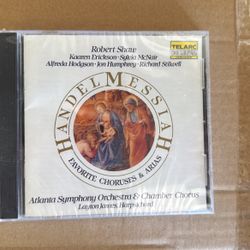 TELARC
Robert Shaw
Kaaren Erickson · Sylvia McNair
Alfreda Hodgson · Jon Humphrey · Richard Stilwell
HANDEL MESSIAH
FAVORITE CHORUSES & ARIAS
Atlanta Symphony Orchestra & Chamber Chorus
Layton James, Harpsichord